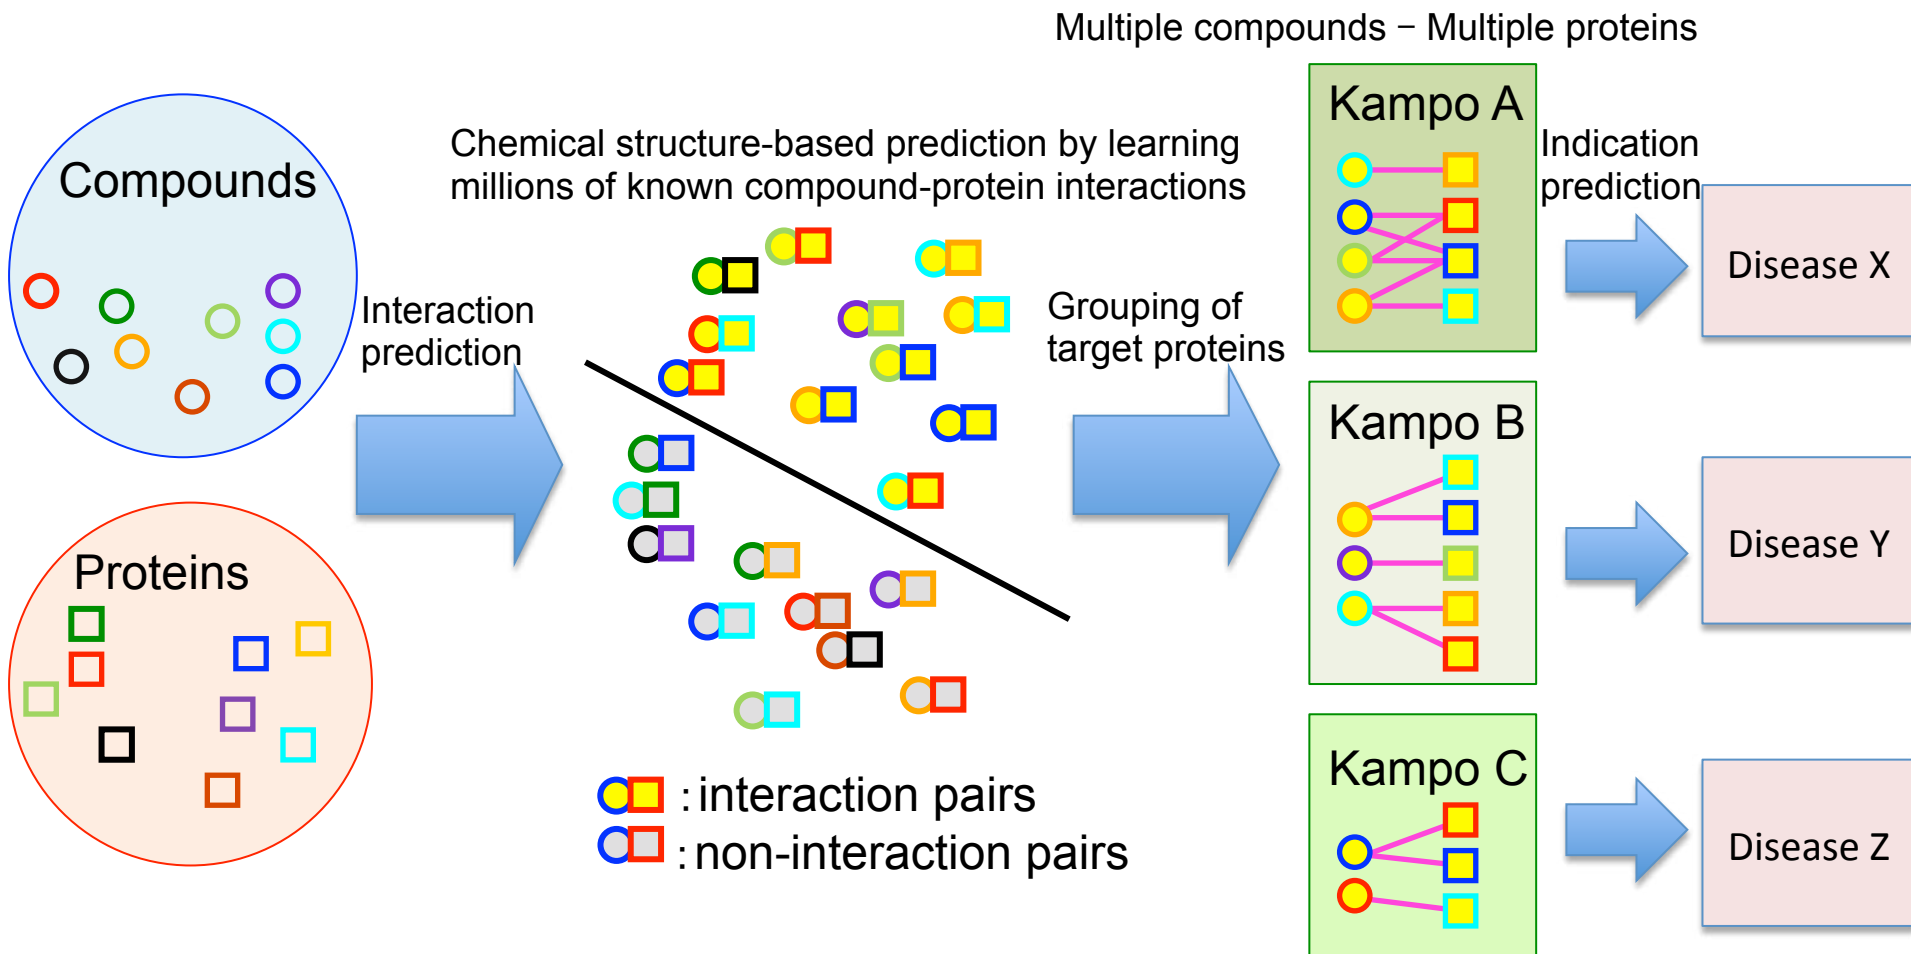 Multiple compounds – Multiple proteins
Compounds
Proteins
Interaction
prediction
Chemical structure-based prediction by learning
millions of known compound-protein interactions
: interaction pairs
: non-interaction pairs
Grouping of
target proteins
Kampo A
Kampo B
Kampo C
Indication
prediction
Disease X
Disease Y
Disease Z